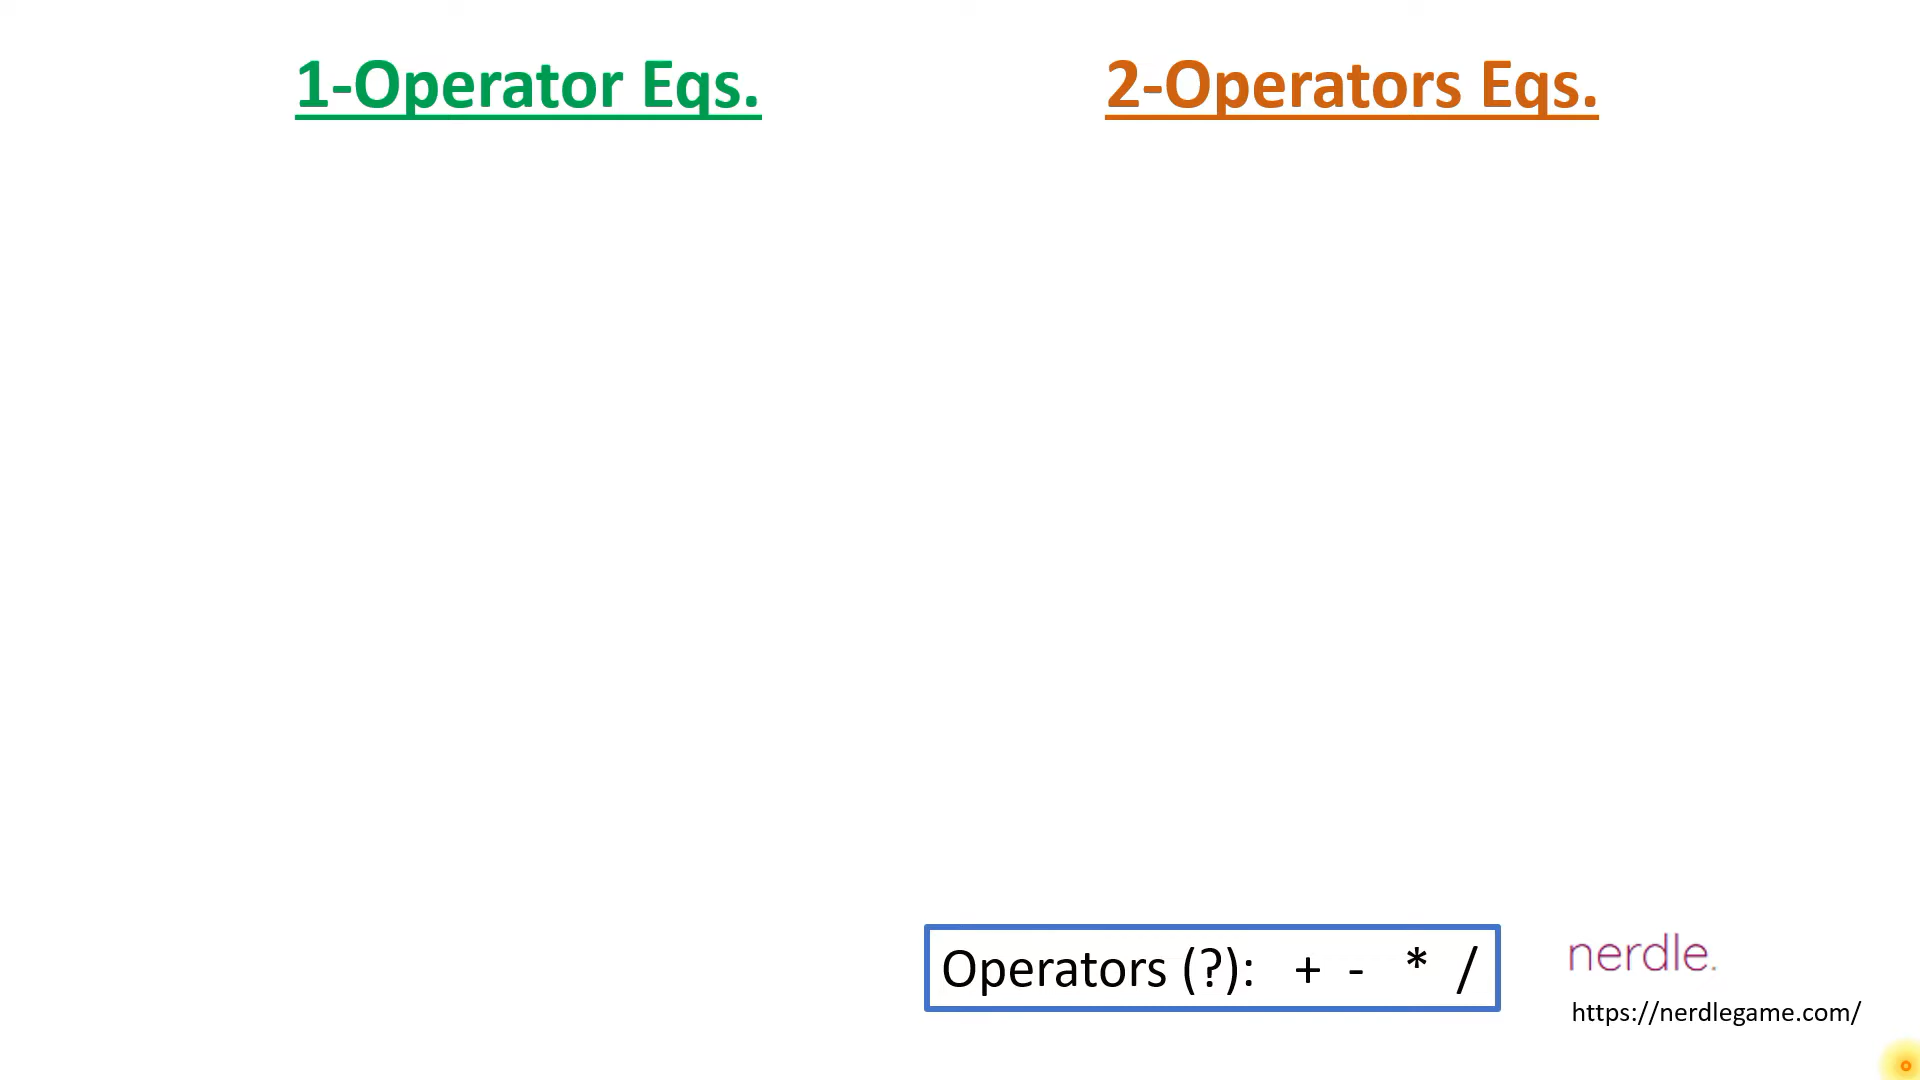 1-Operator Eqs.
2-Operators Eqs.
Operators (?): + - * /
nerdle.
https://nerdlegame.com/